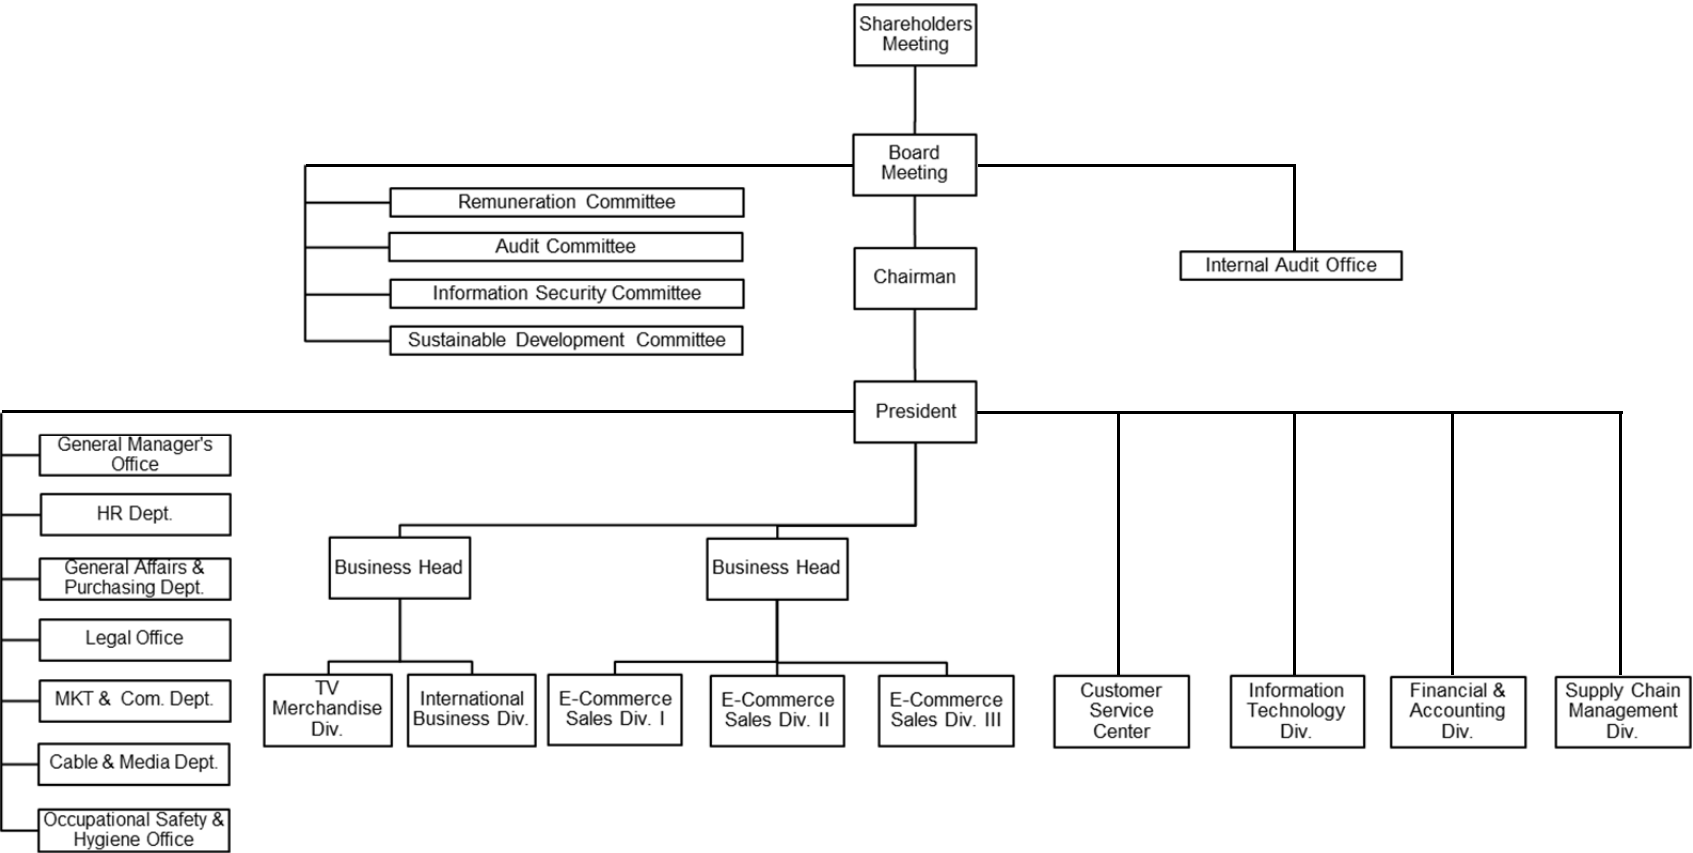 Shareholders
Meeting
Board
Meeting
Remuneration Committee
Audit Committee
Information Security Committee
Sustainable Development Committee
Chairman
Internal Audit Office
President
General Manager's
Office
HR Dept.
General Affairs &
Purchasing Dept.
Legal Office
MKT & Com. Dept.
Cable & Media Dept.
Occupational Safety &
Hygiene Office
Business Head
Business Head
TV
Merchandise
Div.
International
Business Div.
E-Commerce
Sales Div. I
E-Commerce
Sales Div. II
E-Commerce
Sales Div. III
Customer
Service
Center
Information
Technology
Div.
Financial &
Accounting
Div.
Supply Chain
Management
Div.